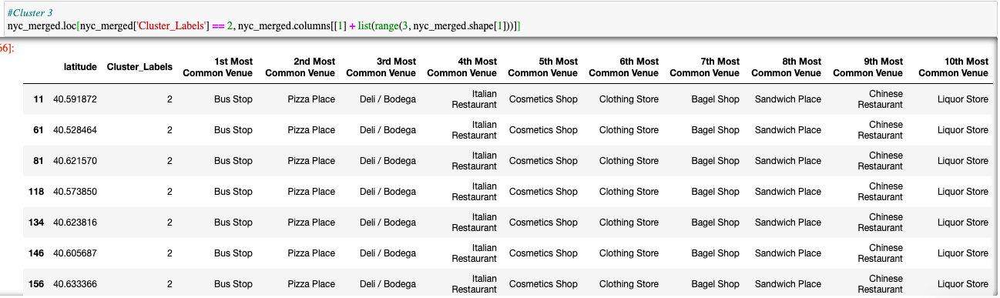 #Cluster 3
nyc_merged.loc[nyc_merged['Cluster_Labels'] == 2, nyc_merged.columns[[1] + list(range(3, nyc_merged.shape[1]))]]
66]:
latitude Cluster_Labels 1st Most Common Venue 2nd Most Common Venue 3rd Most Common Venue 4th Most Common Venue 5th Most Common Venue 6th Most Common Venue 7th Most Common Venue 8th Most Common Venue 9th Most Common Venue 10th Most Common Venue
11 40.591872 2 Bus Stop Pizza Place Deli / Bodega Italian Restaurant Cosmetics Shop Clothing Store Bagel Shop Sandwich Place Chinese Restaurant Liquor Store
61 40.528464 2 Bus Stop Pizza Place Deli / Bodega Italian Restaurant Cosmetics Shop Clothing Store Bagel Shop Sandwich Place Chinese Restaurant Liquor Store
81 40.621570 2 Bus Stop Pizza Place Deli / Bodega Italian Restaurant Cosmetics Shop Clothing Store Bagel Shop Sandwich Place Chinese Restaurant Liquor Store
118 40.573850 2 Bus Stop Pizza Place Deli / Bodega Italian Restaurant Cosmetics Shop Clothing Store Bagel Shop Sandwich Place Chinese Restaurant Liquor Store
134 40.623816 2 Bus Stop Pizza Place Deli / Bodega Italian Restaurant Cosmetics Shop Clothing Store Bagel Shop Sandwich Place Chinese Restaurant Liquor Store
146 40.605687 2 Bus Stop Pizza Place Deli / Bodega Italian Restaurant Cosmetics Shop Clothing Store Bagel Shop Sandwich Place Chinese Restaurant Liquor Store
156 40.633366 2 Bus Stop Pizza Place Deli / Bodega Italian Restaurant Cosmetics Shop Clothing Store Bagel Shop Sandwich Place Chinese Restaurant Liquor Store